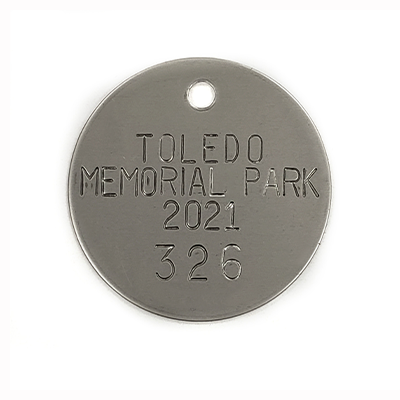 TOLEDO
MEMORIAL PARK
2021
326